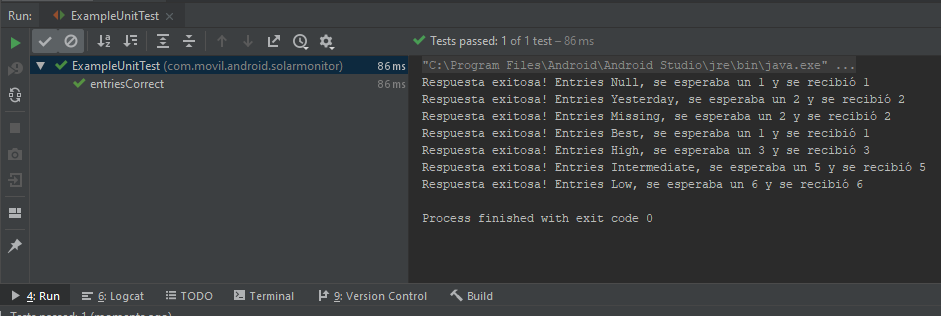 Run: ExampleUnitTest
Tests passed: 1 of 1 test – 86 ms
ExampleUnitTest (com.movil.android.solarmonitor) 86 ms
entriesCorrect 86 ms
"C:\Program Files\Android\Android Studio\jre\bin\java.exe" ...
Respuesta exitosa! Entries Null, se esperaba un 1 y se recibió 1
Respuesta exitosa! Entries Yesterday, se esperaba un 2 y se recibió 2
Respuesta exitosa! Entries Missing, se esperaba un 2 y se recibió 2
Respuesta exitosa! Entries Best, se esperaba un 1 y se recibió 1
Respuesta exitosa! Entries High, se esperaba un 3 y se recibió 3
Respuesta exitosa! Entries Intermediate, se esperaba un 5 y se recibió 5
Respuesta exitosa! Entries Low, se esperaba un 6 y se recibió 6
Process finished with exit code 0
4: Run 6: Logcat TODO Terminal 9: Version Control Build
Tests passed: 1 (moments ago)